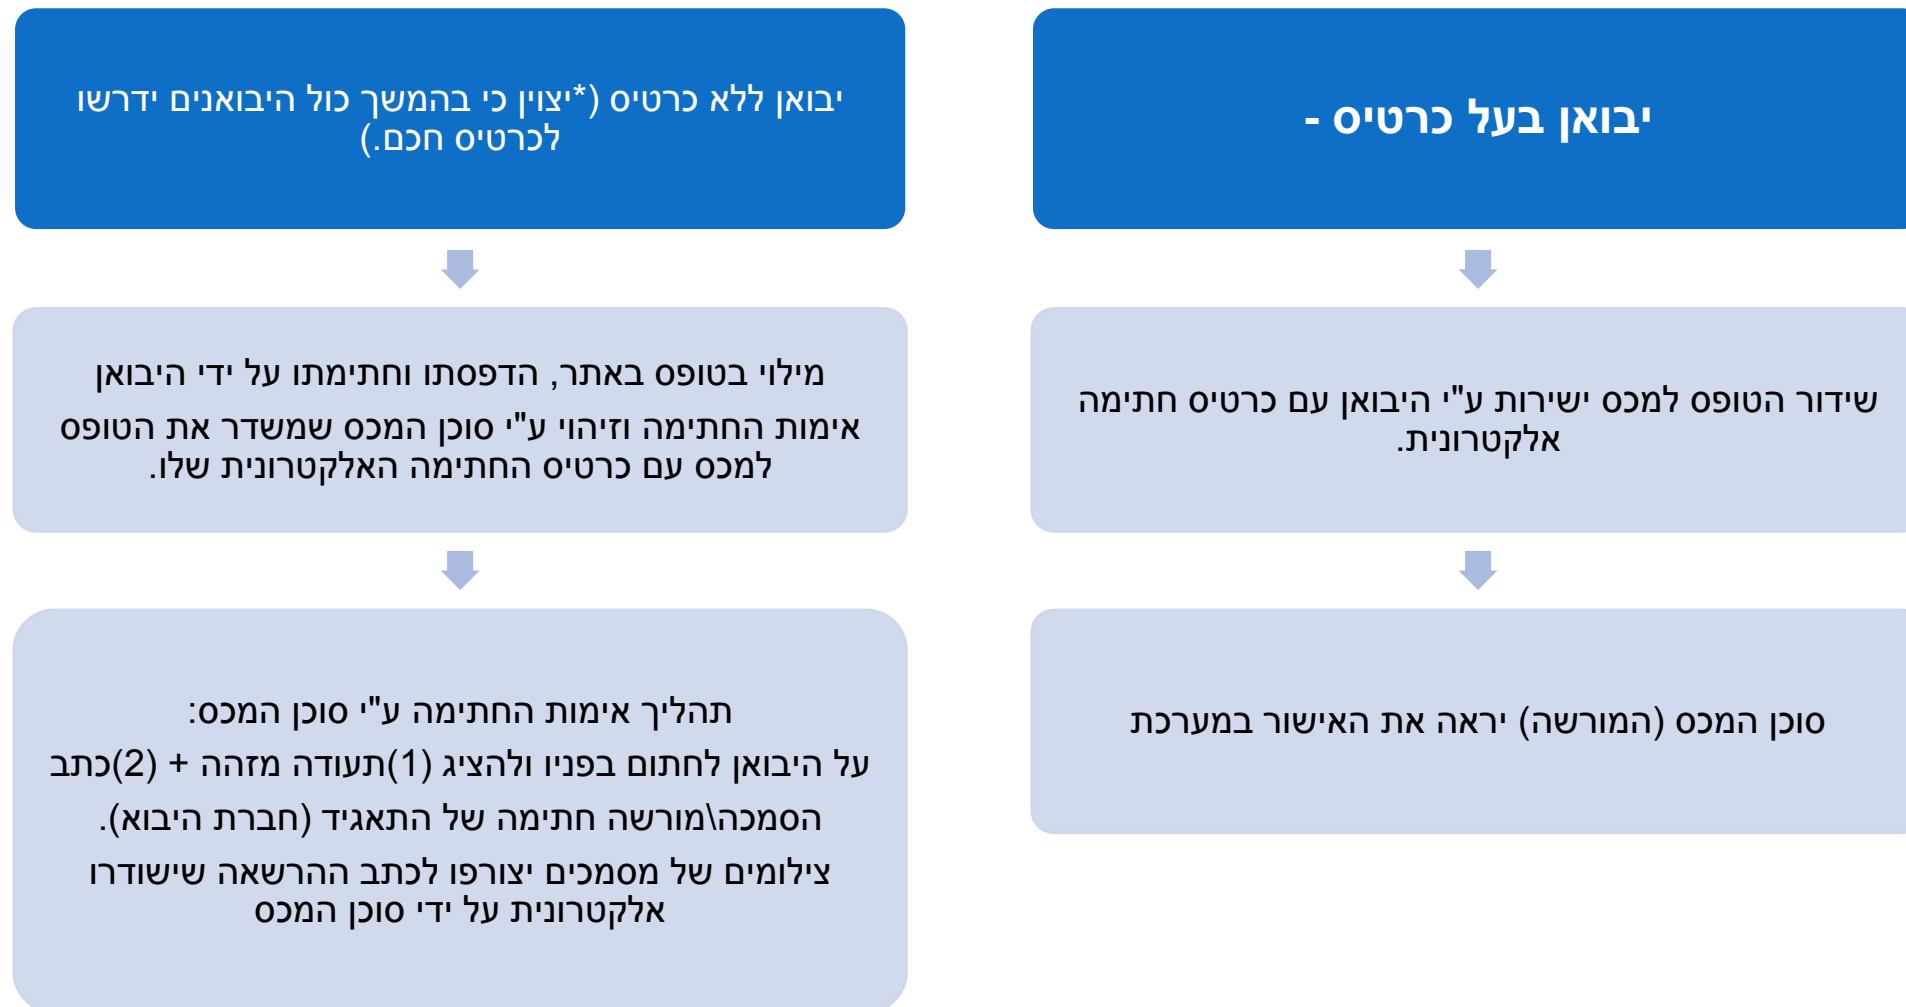 יבואן בעל כרטיס -
שידור הטופס למכס ישירות ע"י היבואן עם כרטיס חתימה
אלקטרונית.
סוכן המכס (המורשה) יראה את האישור במערכת
יבואן ללא כרטיס (*יצוין כי בהמשך כול היבואנים ידרשו
לכרטיס חכם.)
מילוי בטופס באתר, הדפסתו וחתימתו על ידי היבואן
אימות החתימה וזיהוי ע"י סוכן המכס שמשדר את הטופס
למכס עם כרטיס החתימה האלקטרונית שלו.
תהליך אימות החתימה ע"י סוכן המכס:
על היבואן לחתום בפניו ולהציג (1)תעודה מזהה + (2)כתב
הסמכה\מורשה חתימה של התאגיד (חברת היבוא).
צילומים של מסמכים יצורפו לכתב ההרשאה שישודרו
אלקטרונית על ידי סוכן המכס